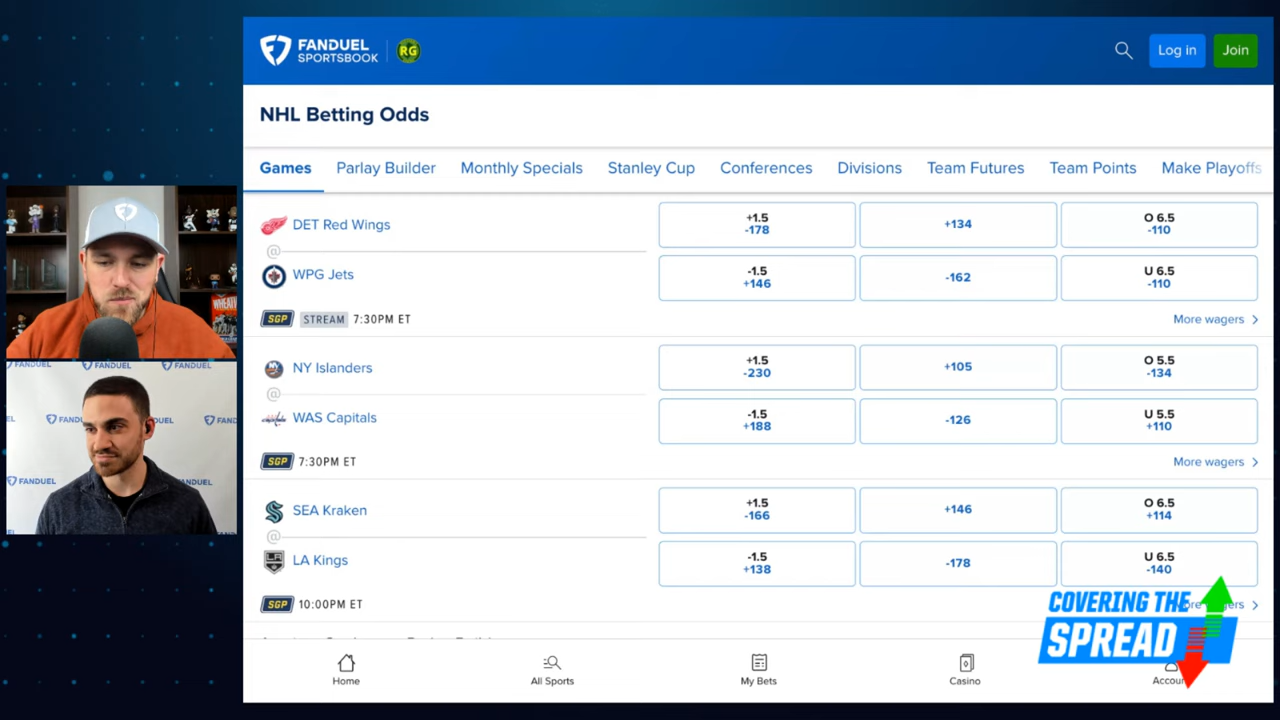 FANDUEL
SPORTSBOOK
RG
Log in
Join
NHL Betting Odds
Games
Parlay Builder
Monthly Specials
Stanley Cup
Conferences
Divisions
Team Futures
Team Points
Make Playoffs
DET Red Wings
+1.5
-178
+134
O 6.5
-110
@
WPG Jets
-1.5
+146
-162
U 6.5
-110
SGP STREAM 7:30PM ET
More wagers
NY Islanders
+1.5
-230
+105
O 5.5
-134
@
WAS Capitals
-1.5
+188
-126
U 5.5
+110
SGP 7:30PM ET
More wagers
SEA Kraken
+1.5
-166
+146
O 6.5
+114
@
LA Kings
-1.5
+138
-178
U 6.5
-140
SGP 10:00PM ET
COVERING THE
SPREAD
Home
All Sports
My Bets
Casino
FANDUEL
FANDUEL
FANDUEL
FANDUEL